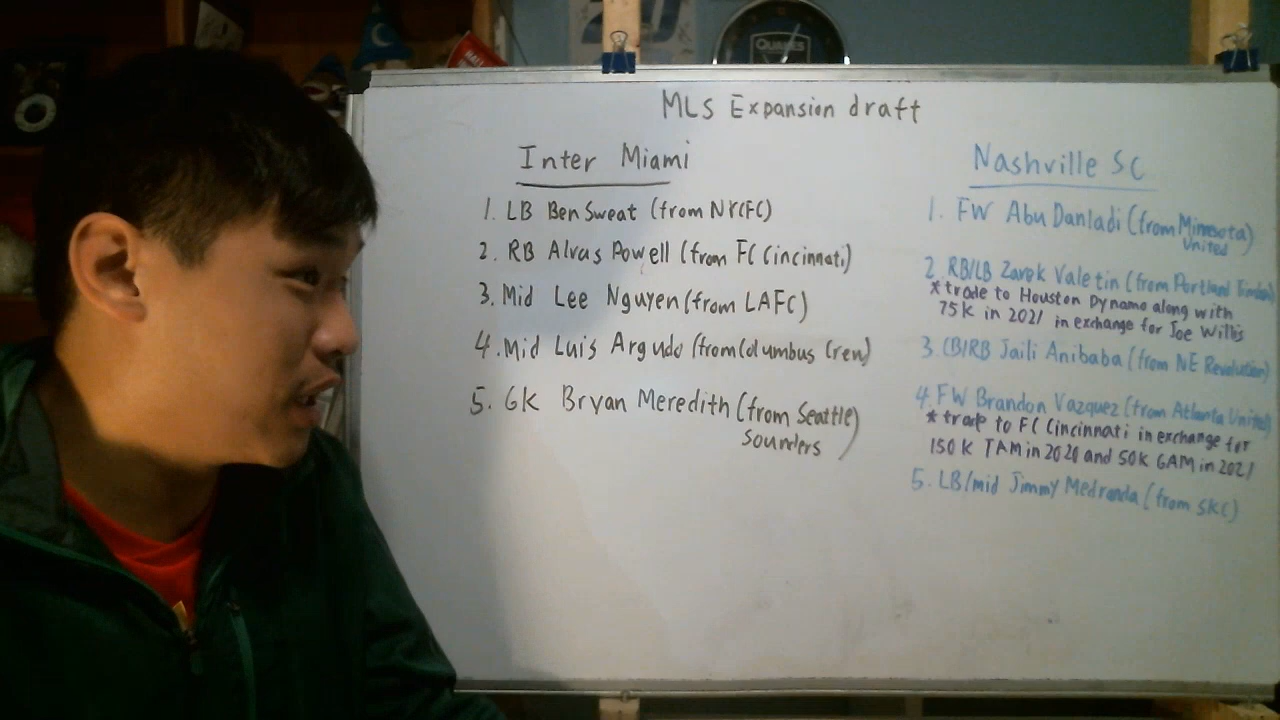 QUAKES
MLS Expansion draft
Inter Miami
1. LB Ben Sweat (from NYCFC)
2. RB Alvas Powell (from FC Cincinnati)
3. Mid Lee Nguyen (from LAFC)
4. Mid Luis Argudo (from Columbus Crew)
5. GK Bryan Meredith (from Seattle)
Sounders
Nashville SC
1. FW Abu Danladi (from Minnesota)
United
2. RB/LB Zarek Valetin (from Portland Timbers)
* trade to Houston Dynamo along with
75K in 2021 in exchange for Joe Willis
3. CB/RB Jaili Anibaba (from NE Revolution)
4. FW Brandon Vazquez (from Atlanta United)
* trade to FC Cincinnati in exchange for
150K TAM in 2020 and 50K GAM in 2021
5. LB/mid Jimmy Medranda (from SKC)